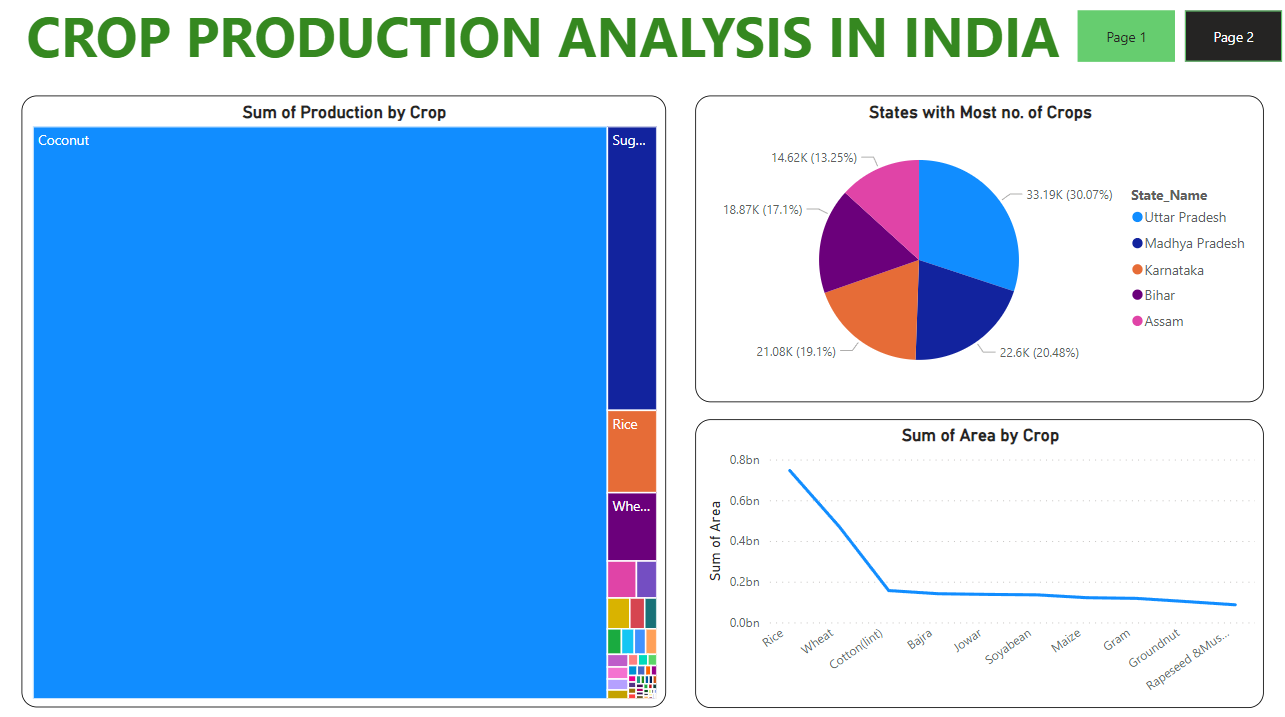 CROP PRODUCTION ANALYSIS IN INDIA
Page 1
Page 2
Sum of Production by Crop
Coconut
Sug...
Rice
Whe...
States with Most no. of Crops
14.62K (13.25%)
18.87K (17.1%)
21.08K (19.1%)
33.19K (30.07%)
22.6K (20.48%)
State_Name
Uttar Pradesh
Madhya Pradesh
Karnataka
Bihar
Assam
Sum of Area by Crop
Sum of Area
0.8bn
0.6bn
0.4bn
0.2bn
0.0bn
Rice
Wheat
Cotton(lint)
Bajra
Jowar
Soyabean
Maize
Gram
Groundnut
Rapeseed &Mus...